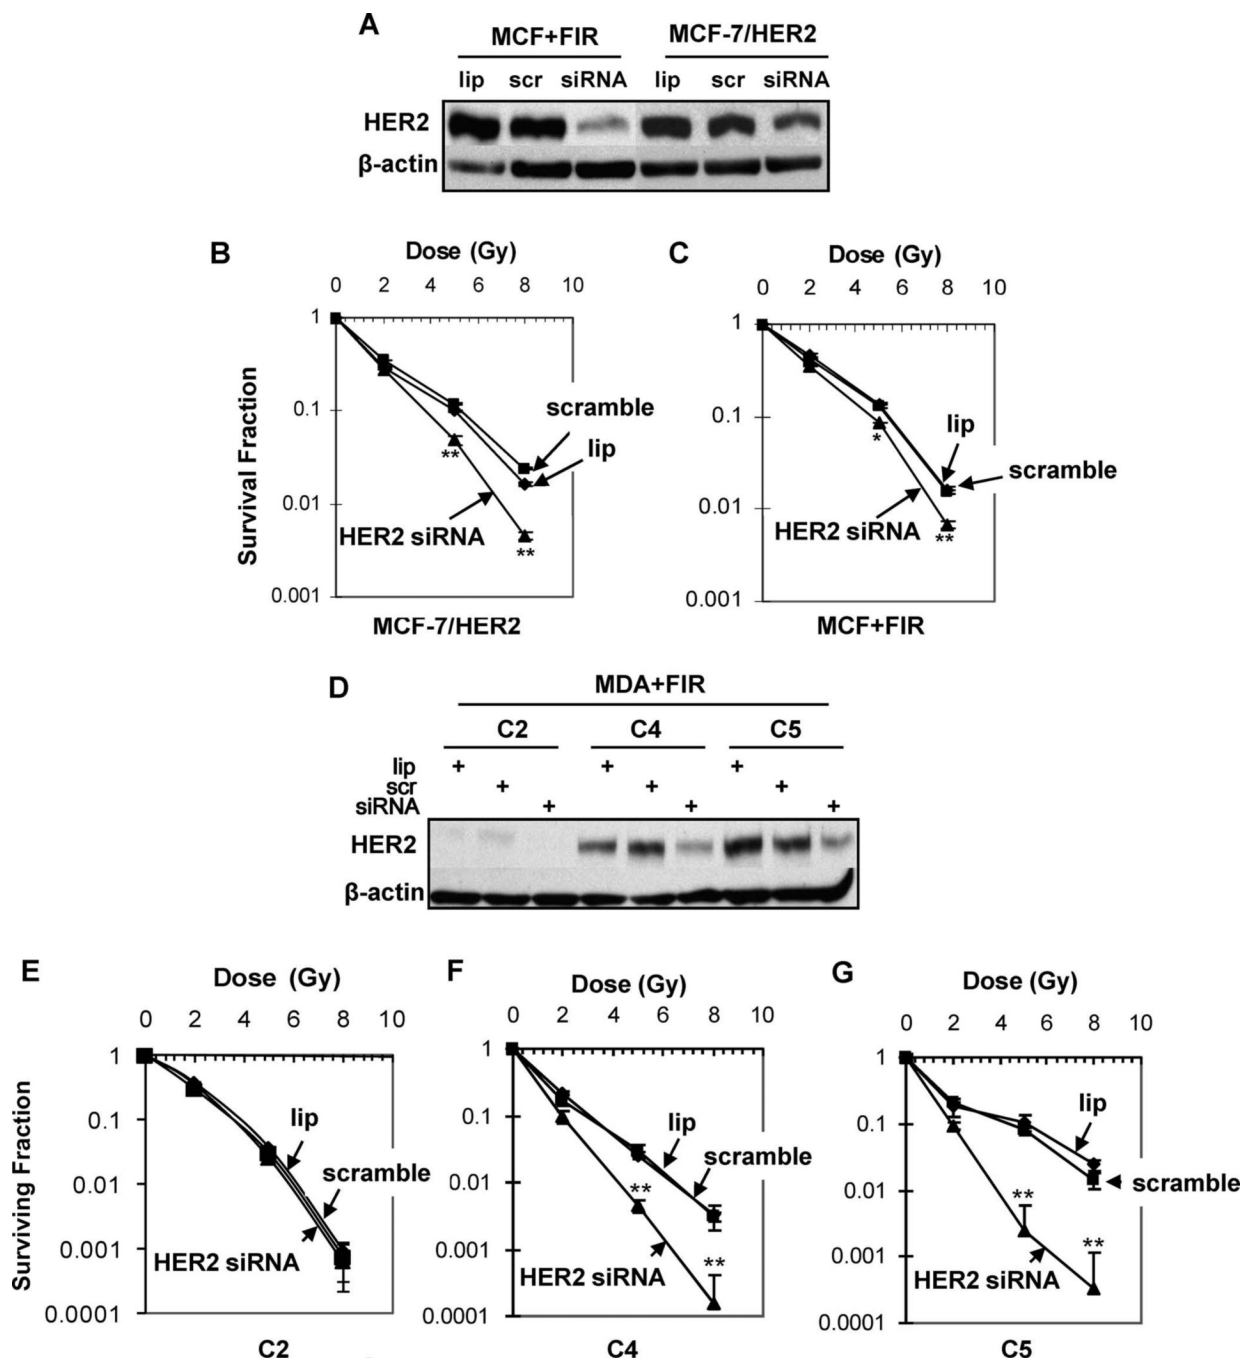 A
MCF+FIR MCF-7/HER2
lip scr siRNA lip scr siRNA
HER2
β-actin
B Dose (Gy)
0 2 4 6 8 10
1
0.1
0.01
0.001
Survival Fraction
scramble
lip
**
HER2 siRNA
**
MCF-7/HER2
C Dose (Gy)
0 2 4 6 8 10
1
0.1
0.01
0.001
lip
*
scramble
HER2 siRNA
**
MCF+FIR
D MDA+FIR
C2 C4 C5
lip + + +
scr + + +
siRNA + + +
HER2
β-actin
E Dose (Gy)
0 2 4 6 8 10
1
0.1
0.01
0.001
0.0001
Surviving Fraction
lip
scramble
HER2 siRNA
C2
F Dose (Gy)
0 2 4 6 8 10
1
0.1
0.01
0.001
0.0001
lip
scramble
**
**
HER2 siRNA
C4
G Dose (Gy)
0 2 4 6 8 10
1
0.1
0.01
0.001
0.0001
lip
scramble
**
**
HER2 siRNA
C5